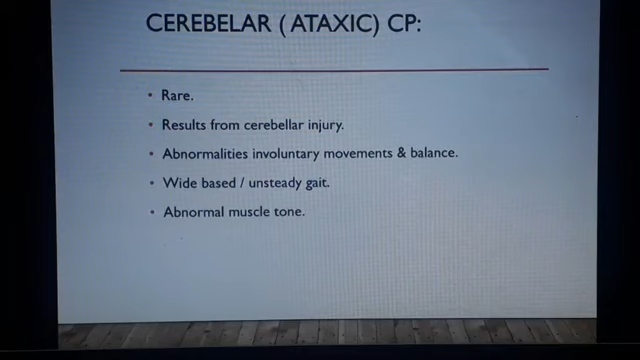 CEREBELAR ( ATAXIC) CP:
• Rare.
• Results from cerebellar injury.
• Abnormalities involuntary movements & balance.
• Wide based / unsteady gait.
• Abnormal muscle tone.